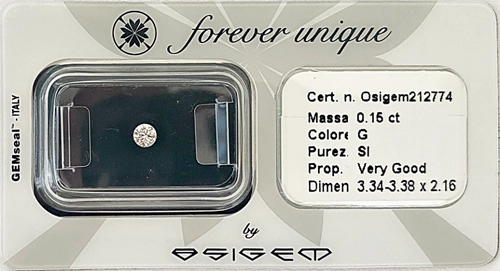 forever unique
GEMseal™ - ITALY
Cert. n. Osigem212774
Massa 0.15 ct
Colore G
Purez. SI
Prop. Very Good
Dimen 3.34-3.38 x 2.16
by
OSIGEM